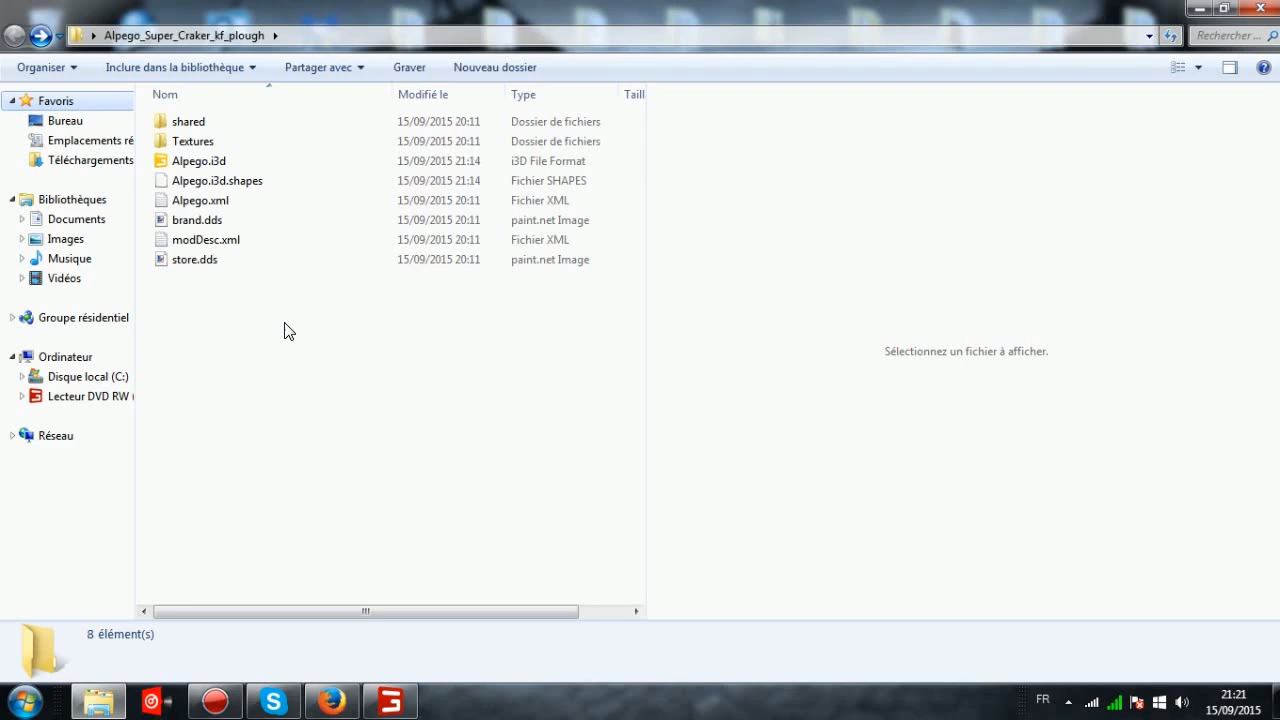 Alpego_Super_Craker_kf_plough
Rechercher ...
Organiser Inclure dans la bibliothèque Partager avec Graver Nouveau dossier
Nom Modifié le Type Taill
Favoris
Bureau
Emplacements ré
Téléchargements
Bibliothèques
Documents
Images
Musique
Vidéos
Groupe résidentiel
Ordinateur
Disque local (C:)
Lecteur DVD RW (
Réseau
shared 15/09/2015 20:11 Dossier de fichiers
Textures 15/09/2015 20:11 Dossier de fichiers
Alpego.i3d 15/09/2015 21:14 i3D File Format
Alpego.i3d.shapes 15/09/2015 21:14 Fichier SHAPES
Alpego.xml 15/09/2015 20:11 Fichier XML
brand.dds 15/09/2015 20:11 paint.net Image
modDesc.xml 15/09/2015 20:11 Fichier XML
store.dds 15/09/2015 20:11 paint.net Image
Sélectionnez un fichier à afficher.
8 élément(s)
FR
21:21
15/09/2015